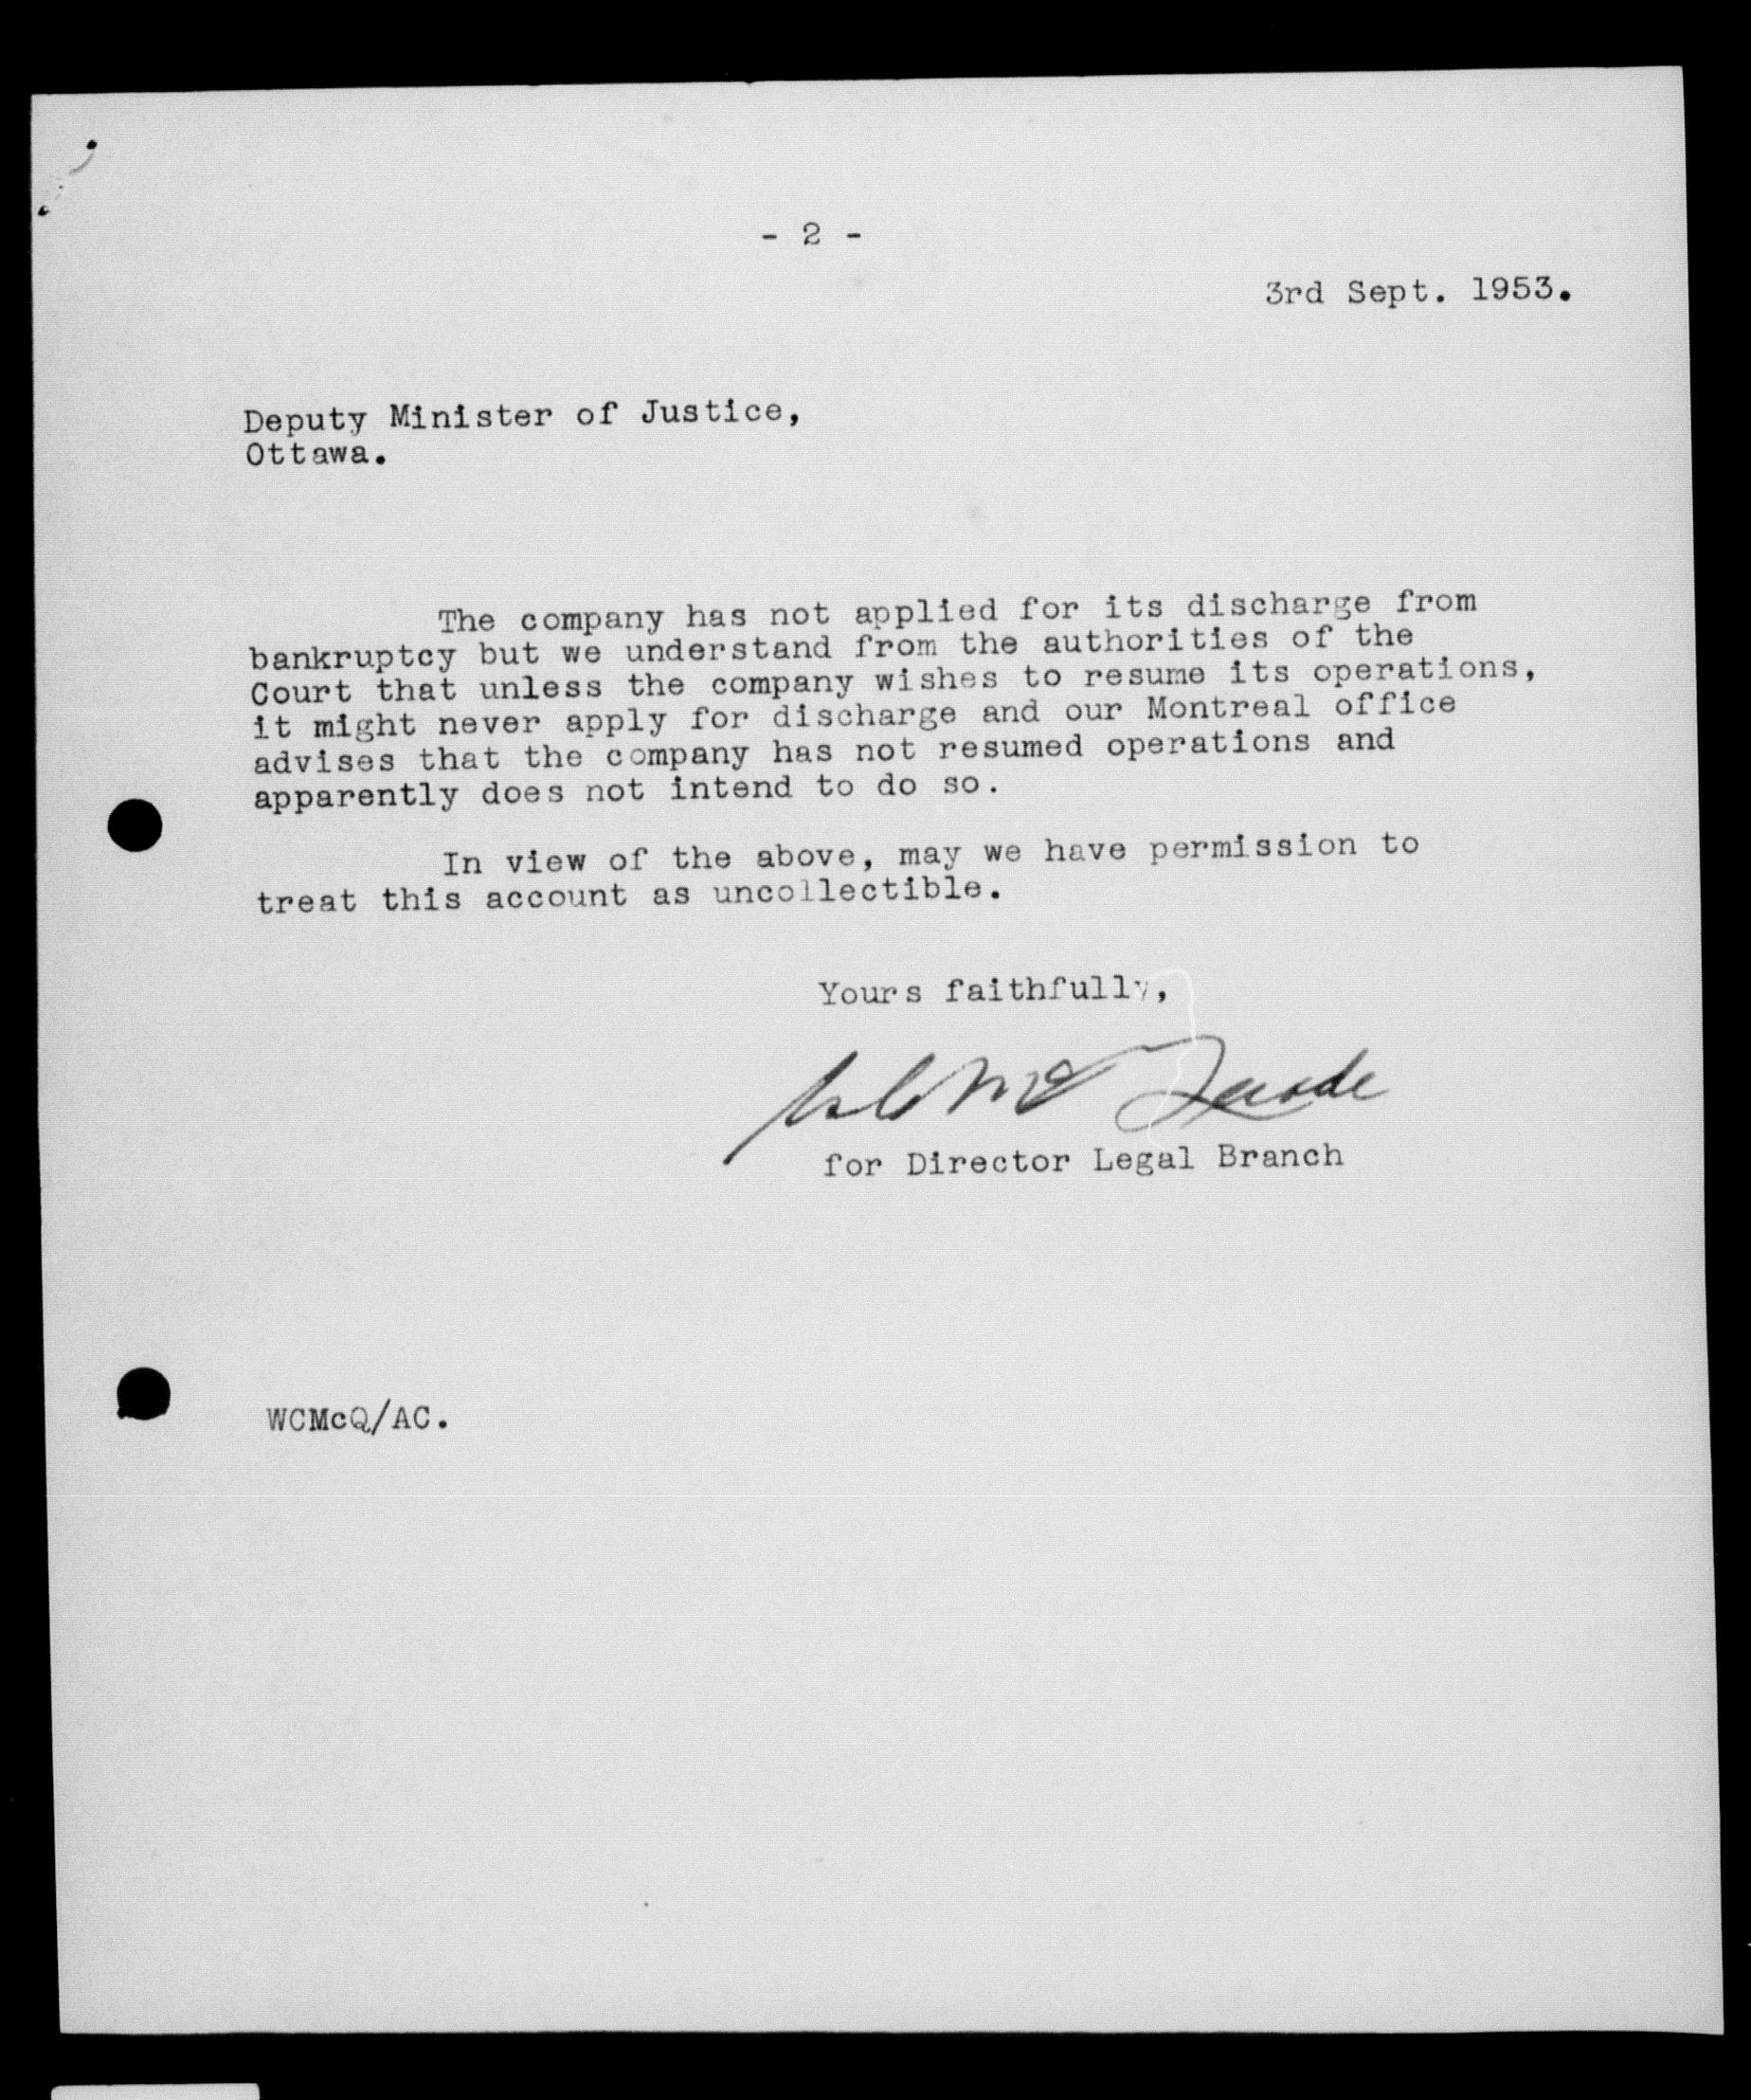 - 2 -
3rd Sept. 1953.
Deputy Minister of Justice,
Ottawa.
The company has not applied for its discharge from
bankruptcy but we understand from the authorities of the
Court that unless the company wishes to resume its operations,
it might never apply for discharge and our Montreal office
advises that the company has not resumed operations and
apparently does not intend to do so.
In view of the above, may we have permission to
treat this account as uncollectible.
Yours faithfully,
for Director Legal Branch
WCMcQ/AC.